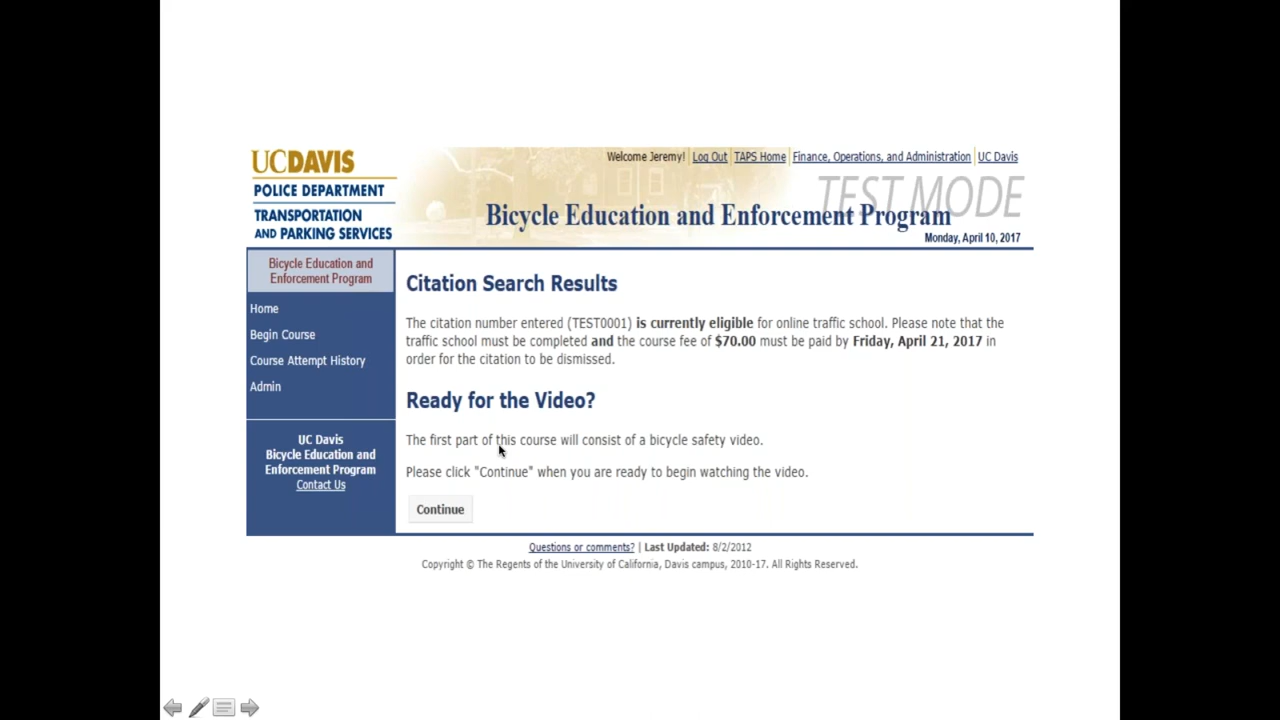 UCDAVIS
POLICE DEPARTMENT
TRANSPORTATION
AND PARKING SERVICES
Welcome Jeremy! | Log Out | TAPS Home | Finance, Operations, and Administration | UC Davis
TEST MODE
Bicycle Education and Enforcement Program
Monday, April 10, 2017
Bicycle Education and
Enforcement Program
Home
Begin Course
Course Attempt History
Admin
UC Davis
Bicycle Education and
Enforcement Program
Contact Us
Citation Search Results
The citation number entered (TEST0001) is currently eligible for online traffic school. Please note that the
traffic school must be completed and the course fee of $70.00 must be paid by Friday, April 21, 2017 in
order for the citation to be dismissed.
Ready for the Video?
The first part of this course will consist of a bicycle safety video.
Please click "Continue" when you are ready to begin watching the video.
Continue
Questions or comments? | Last Updated: 8/2/2012
Copyright © The Regents of the University of California, Davis campus, 2010-17. All Rights Reserved.